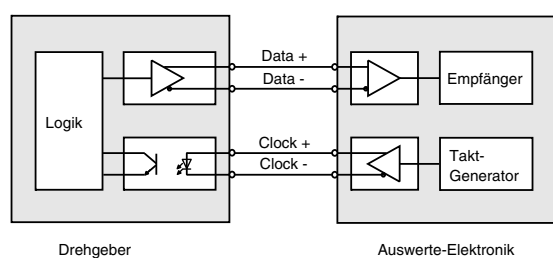 Data +
Data -
Logik
Empfänger
Clock +
Clock -
Takt-
Generator
Drehgeber
Auswerte-Elektronik